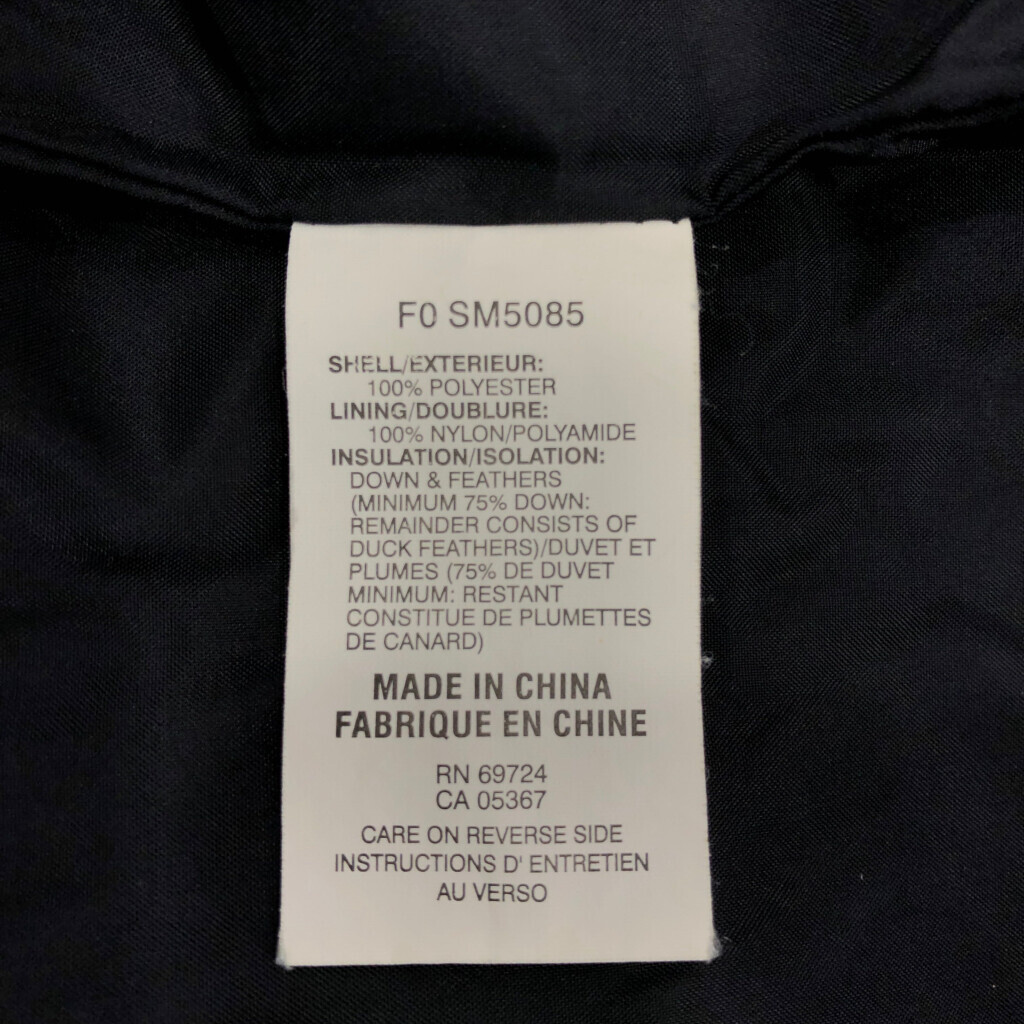 F0 SM5085
SHELL/EXTERIEUR:
100% POLYESTER
LINING/DOUBLURE:
100% NYLON/POLYAMIDE
INSULATION/ISOLATION:
DOWN & FEATHERS
(MINIMUM 75% DOWN:
REMAINDER CONSISTS OF
DUCK FEATHERS)/DUVET ET
PLUMES (75% DE DUVET
MINIMUM: RESTANT
CONSTITUE DE PLUMETTES
DE CANARD)
MADE IN CHINA
FABRIQUE EN CHINE
RN 69724
CA 05367
CARE ON REVERSE SIDE
INSTRUCTIONS D' ENTRETIEN
AU VERSO